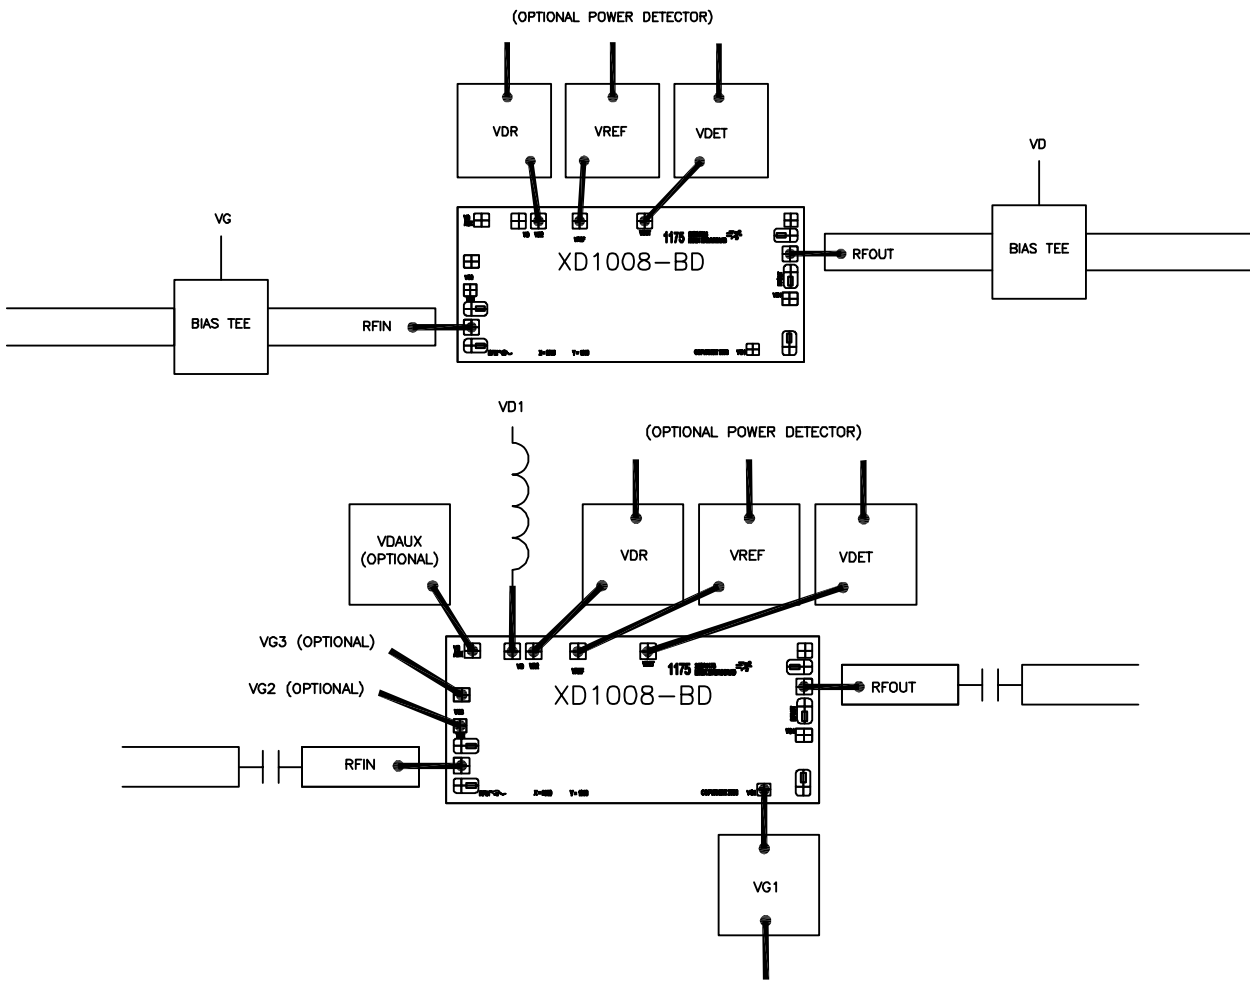 (OPTIONAL POWER DETECTOR)
VDR
VREF
VDET
VD
VG
1175
XD1008-BD
RFOUT
BIAS TEE
BIAS TEE
RFIN
VD1
(OPTIONAL POWER DETECTOR)
VDAUX
(OPTIONAL)
VDR
VREF
VDET
VG3 (OPTIONAL)
1175
VG2 (OPTIONAL)
XD1008-BD
RFOUT
RFIN
VG1